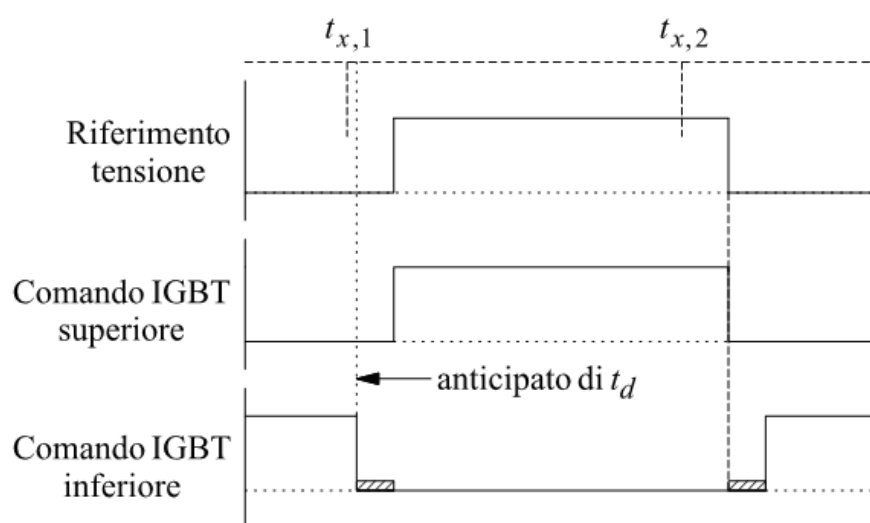 t_{x,1}
t_{x,2}
Riferimento
tensione
Comando IGBT
superiore
anticipato di t_d
Comando IGBT
inferiore